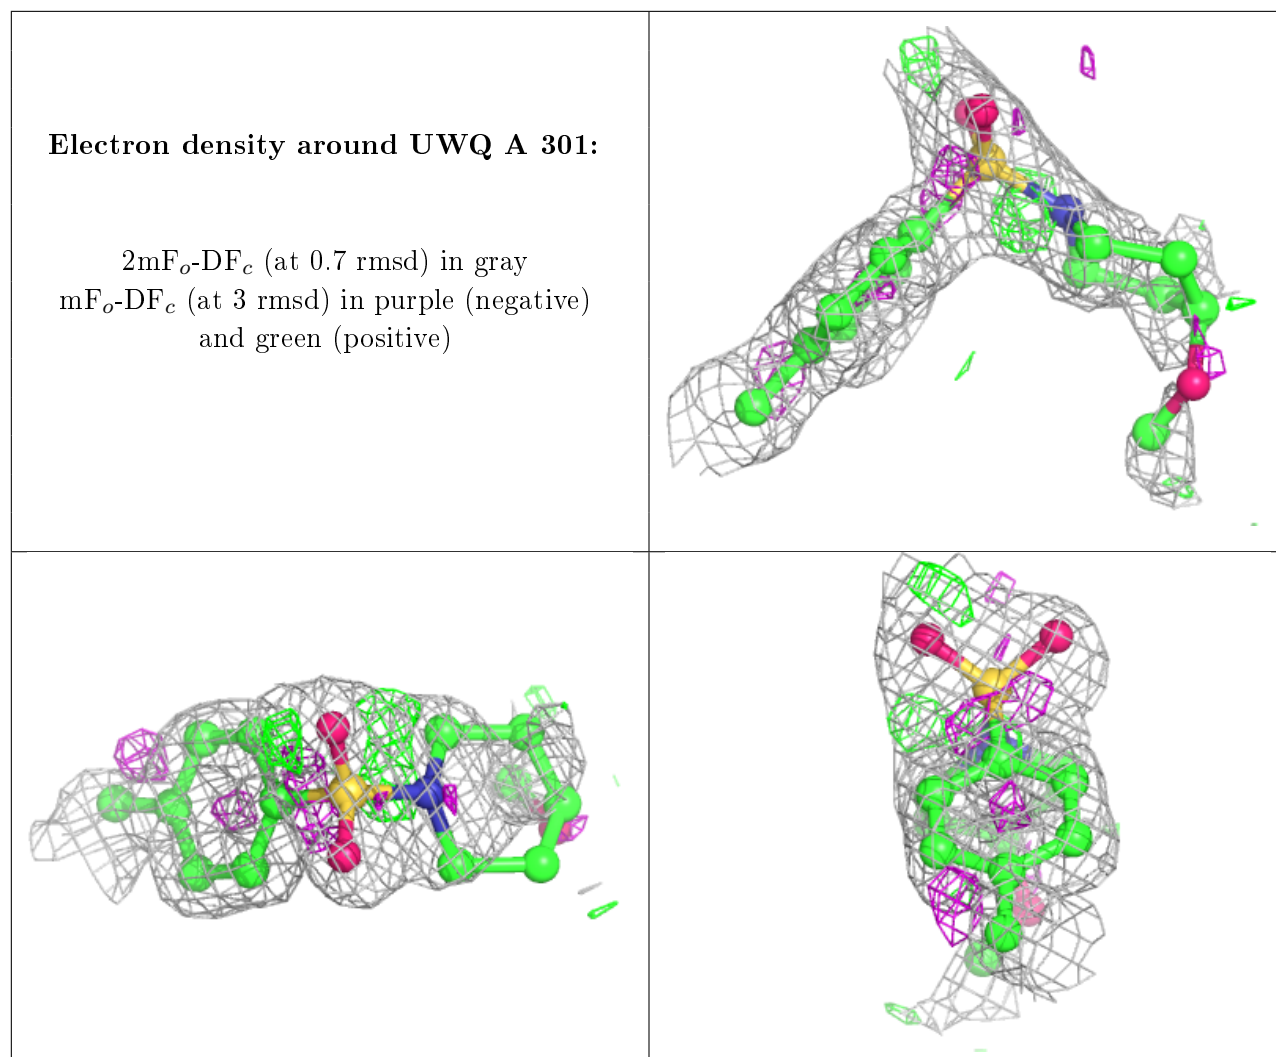 Electron density around UWQ A 301:
2mFo-DFc (at 0.7 rmsd) in gray
mFo-DFc (at 3 rmsd) in purple (negative)
and green (positive)